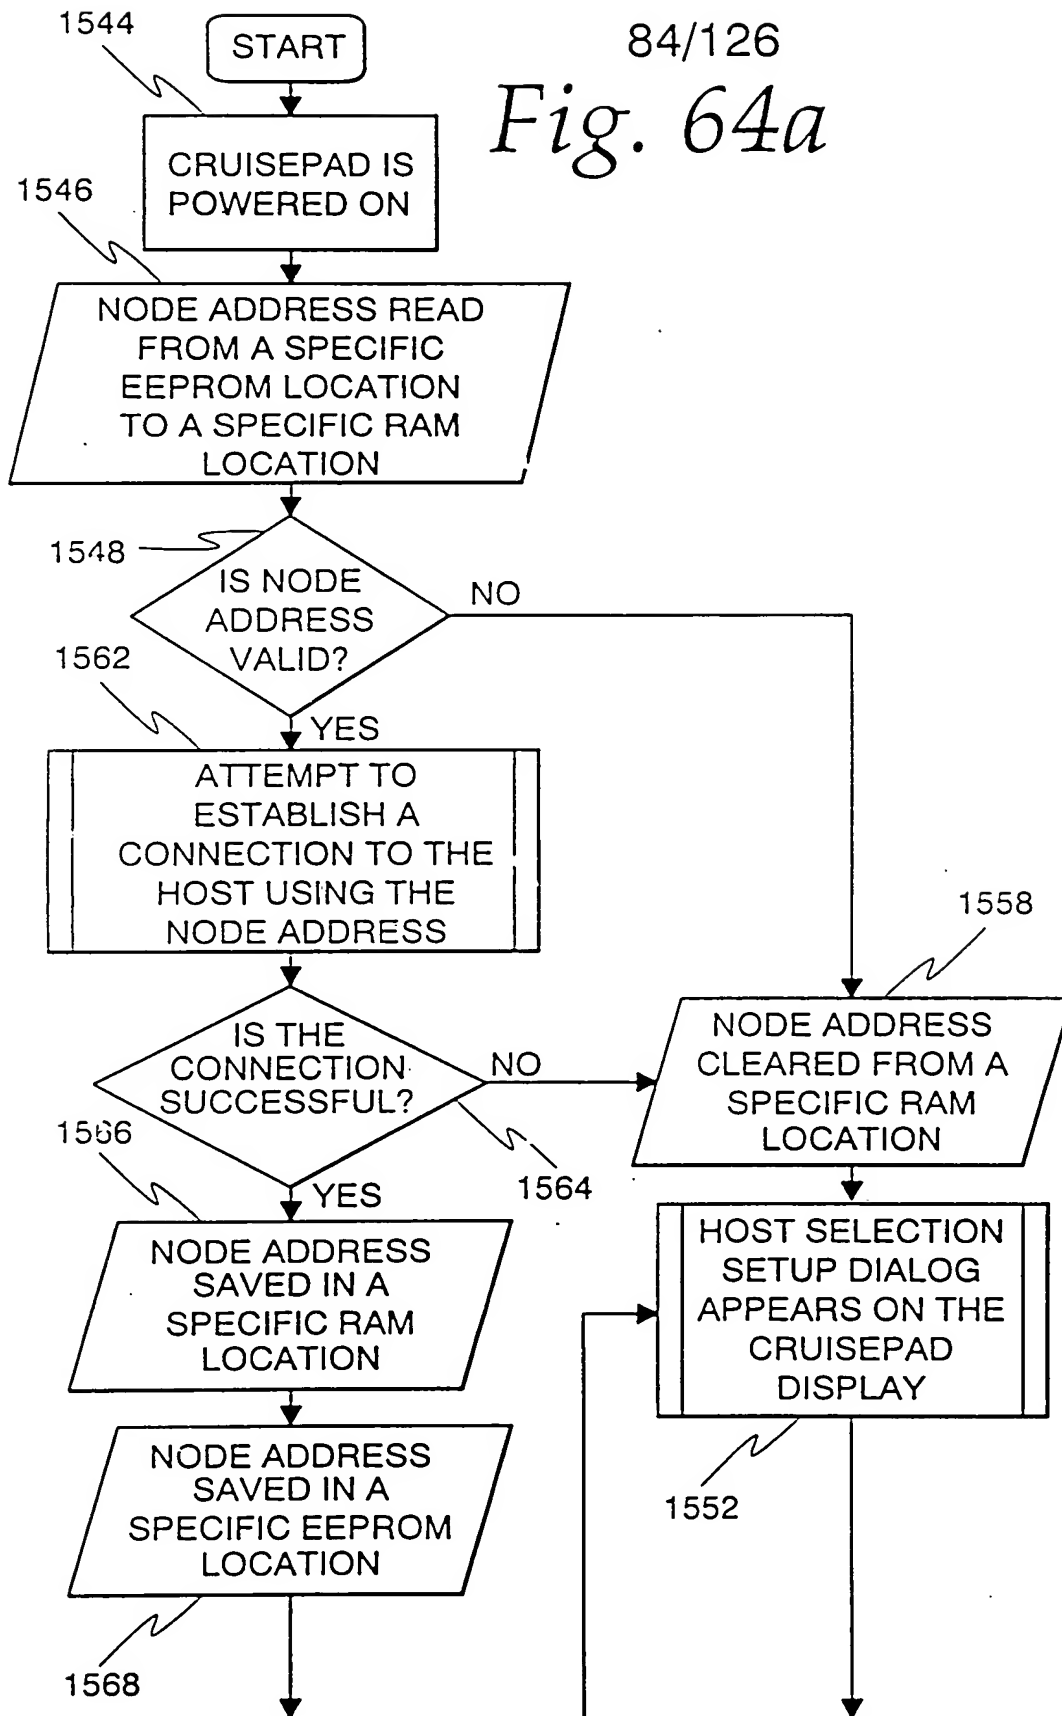 84/126
Fig. 64a
1544
START
CRUISEPAD IS
POWERED ON
1546
NODE ADDRESS READ
FROM A SPECIFIC
EEPROM LOCATION
TO A SPECIFIC RAM
LOCATION
1548
IS NODE
ADDRESS
VALID?
NO
YES
1562
ATTEMPT TO
ESTABLISH A
CONNECTION TO THE
HOST USING THE
NODE ADDRESS
IS THE
CONNECTION
SUCCESSFUL?
NO
1564
YES
1558
NODE ADDRESS
CLEARED FROM A
SPECIFIC RAM
LOCATION
1566
NODE ADDRESS
SAVED IN A
SPECIFIC RAM
LOCATION
HOST SELECTION
SETUP DIALOG
APPEARS ON THE
CRUISEPAD
DISPLAY
1552
NODE ADDRESS
SAVED IN A
SPECIFIC EEPROM
LOCATION
1568